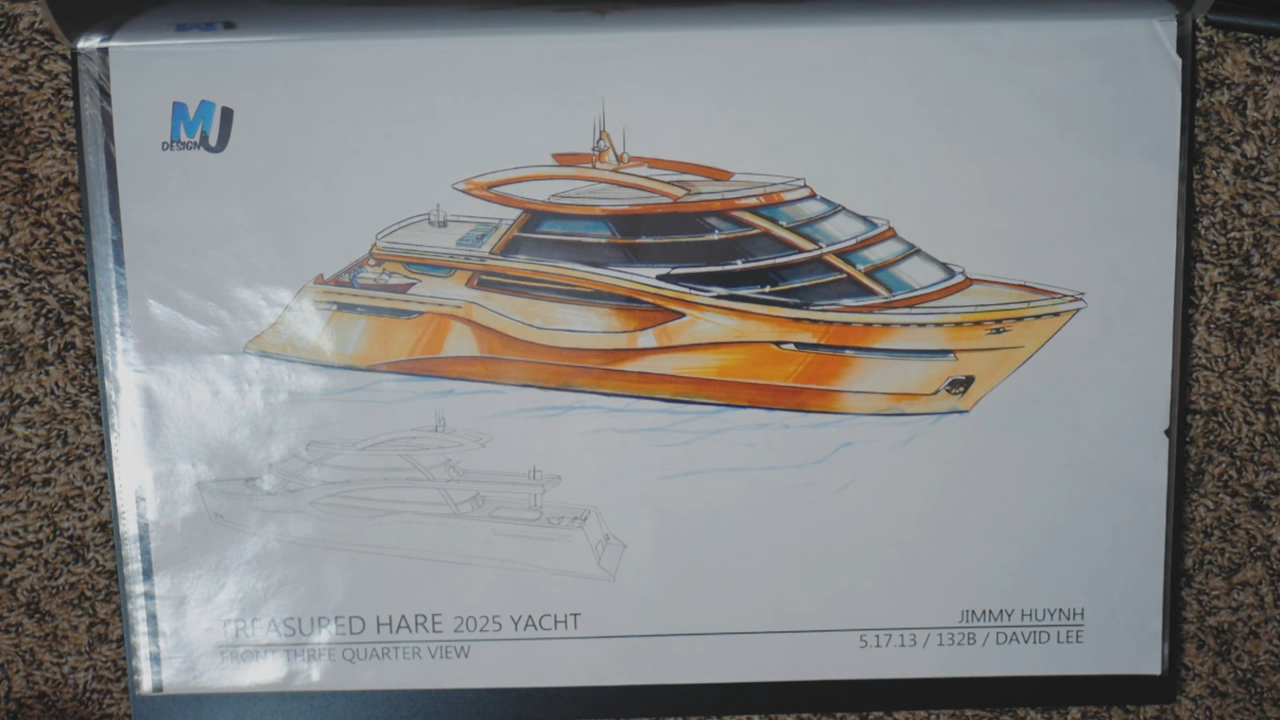 MJ
DESIGN
TREASURED HARE 2025 YACHT
FRONT THREE QUARTER VIEW
JIMMY HUYNH
5.17.13 / 132B / DAVID LEE